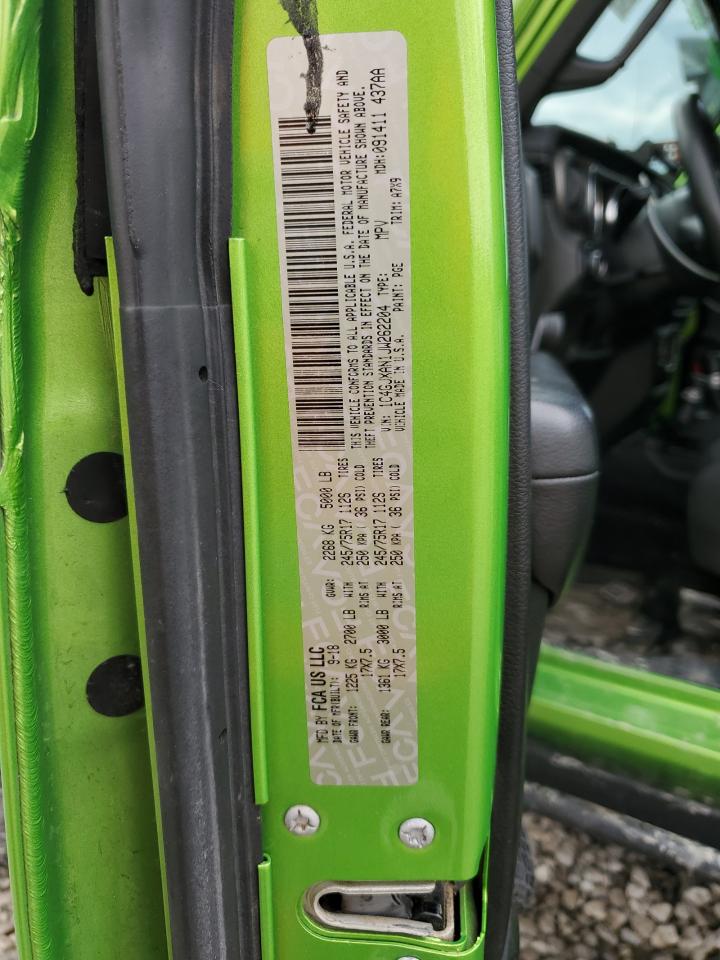 MFD BY FCA US LLC
DATE OF MFR(BUILT): 9-18 GVWR: 2268 KG 5000 LB
GAWR FRONT: 1225 KG 2700 LB WITH 245/75R17 112S TIRES
17X7.5 RIMS AT 250 KPA ( 36 PSI) COLD
GAWR REAR: 1361 KG 3000 LB WITH 245/75R17 112S TIRES
17X7.5 RIMS AT 250 KPA ( 36 PSI) COLD
THIS VEHICLE CONFORMS TO ALL APPLICABLE U.S.A. FEDERAL MOTOR VEHICLE SAFETY AND
THEFT PREVENTION STANDARDS IN EFFECT ON THE DATE OF MANUFACTURE SHOWN ABOVE.
VIN: 1C4GJXAN1JW262204 TYPE: MPV MDH:091411 437AA
VEHICLE MADE IN U.S.A. PAINT: PGE TRIM: A7X9